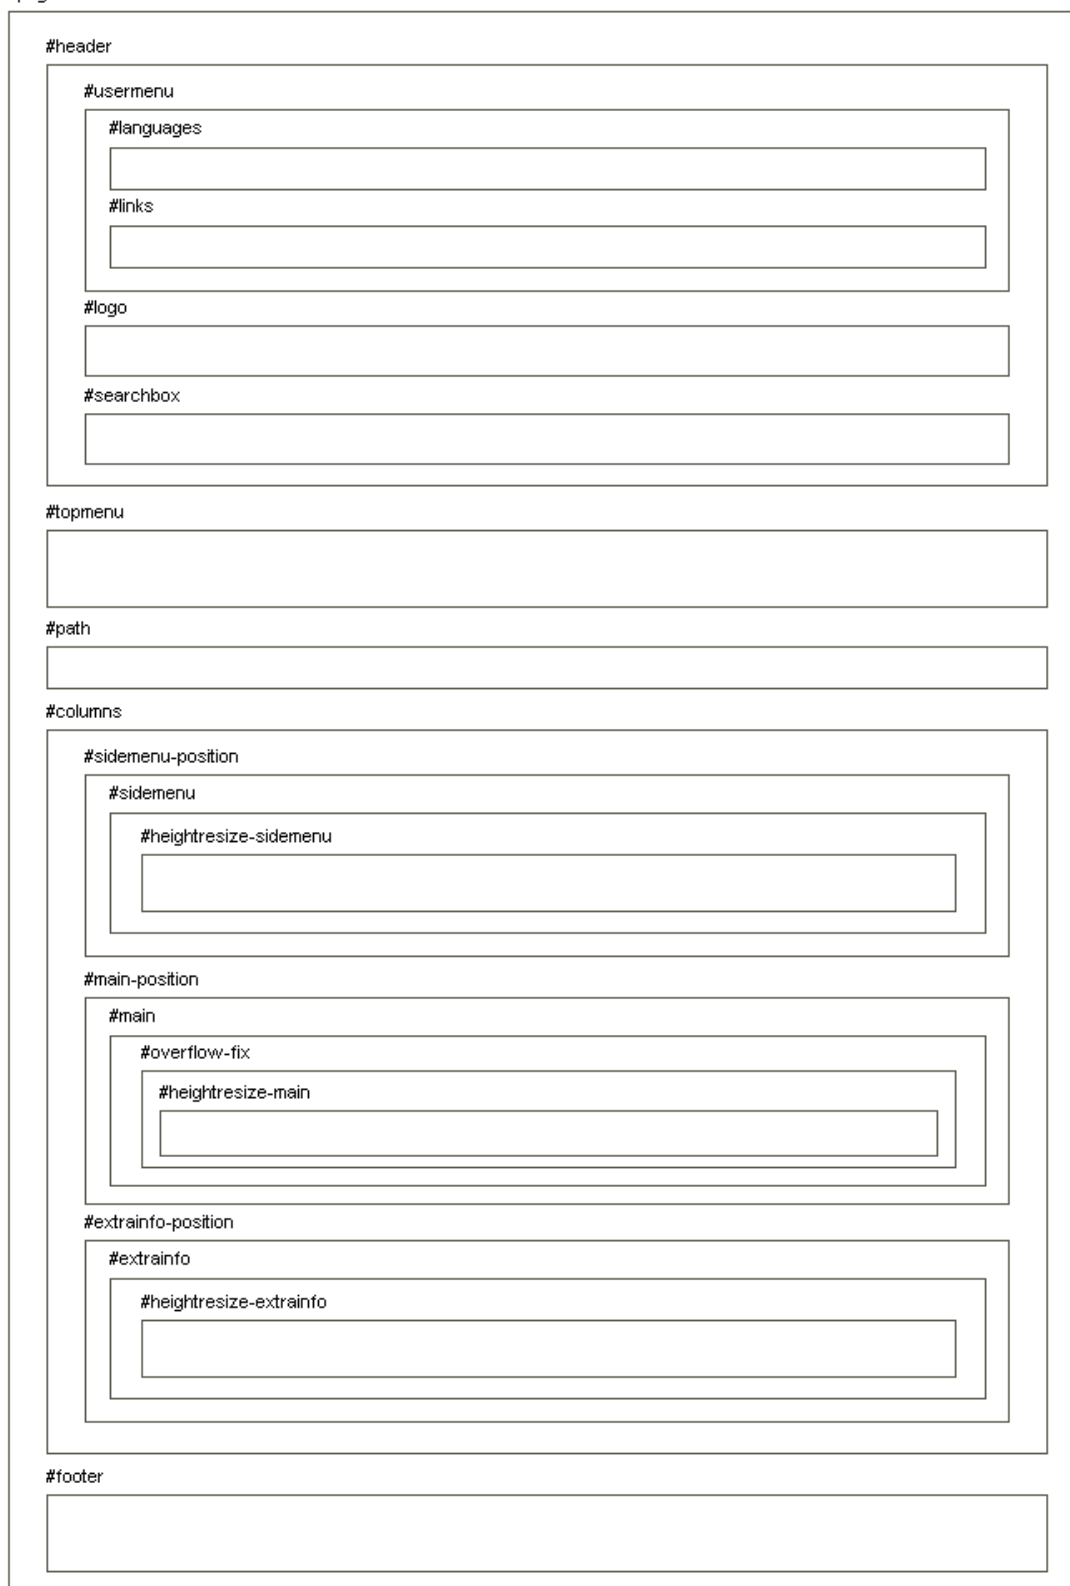 #header
#usermenu
#languages
#links
#logo
#searchbox
#topmenu
#path
#columns
#sidemenu-position
#sidemenu
#heightresize-sidemenu
#main-position
#main
#overflow-fix
#heightresize-main
#extrainfo-position
#extrainfo
#heightresize-extrainfo
#footer